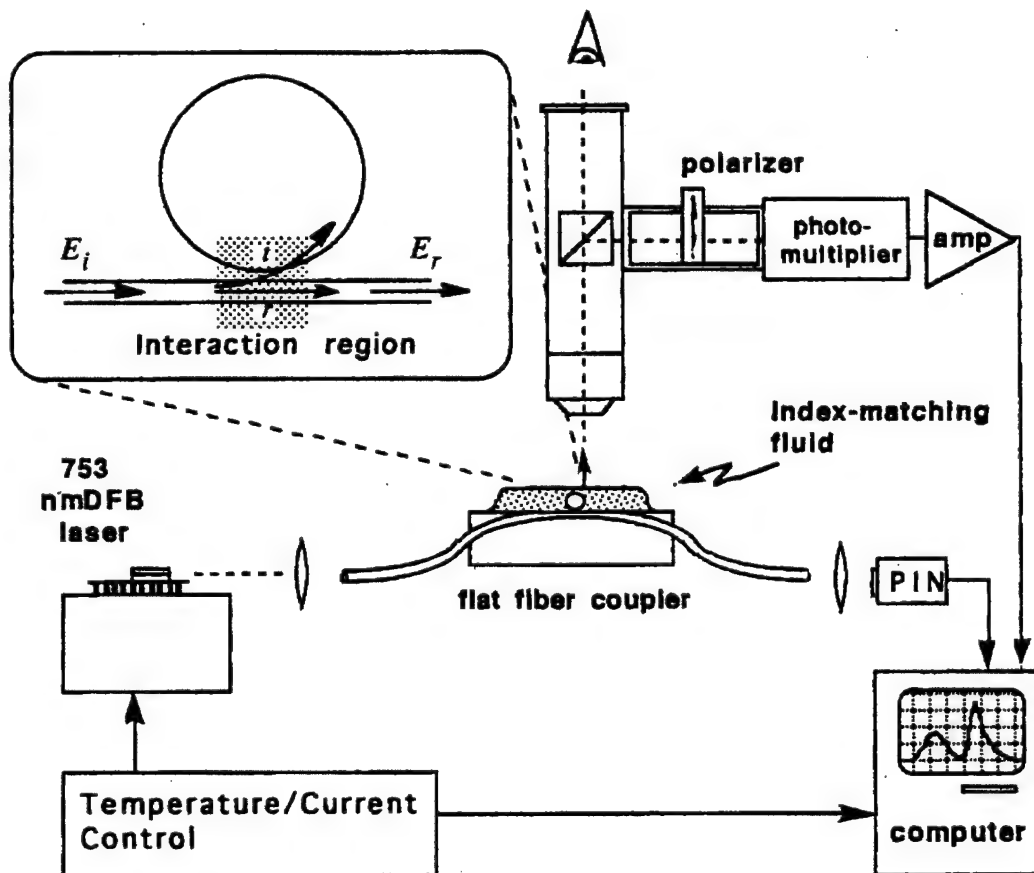 polarizer
photo-
multiplier
amp
E_i
t
E_r
r
Interaction region
Index-matching
fluid
753
nmDFB
laser
flat fiber coupler
PIN
Temperature/Current
Control
computer